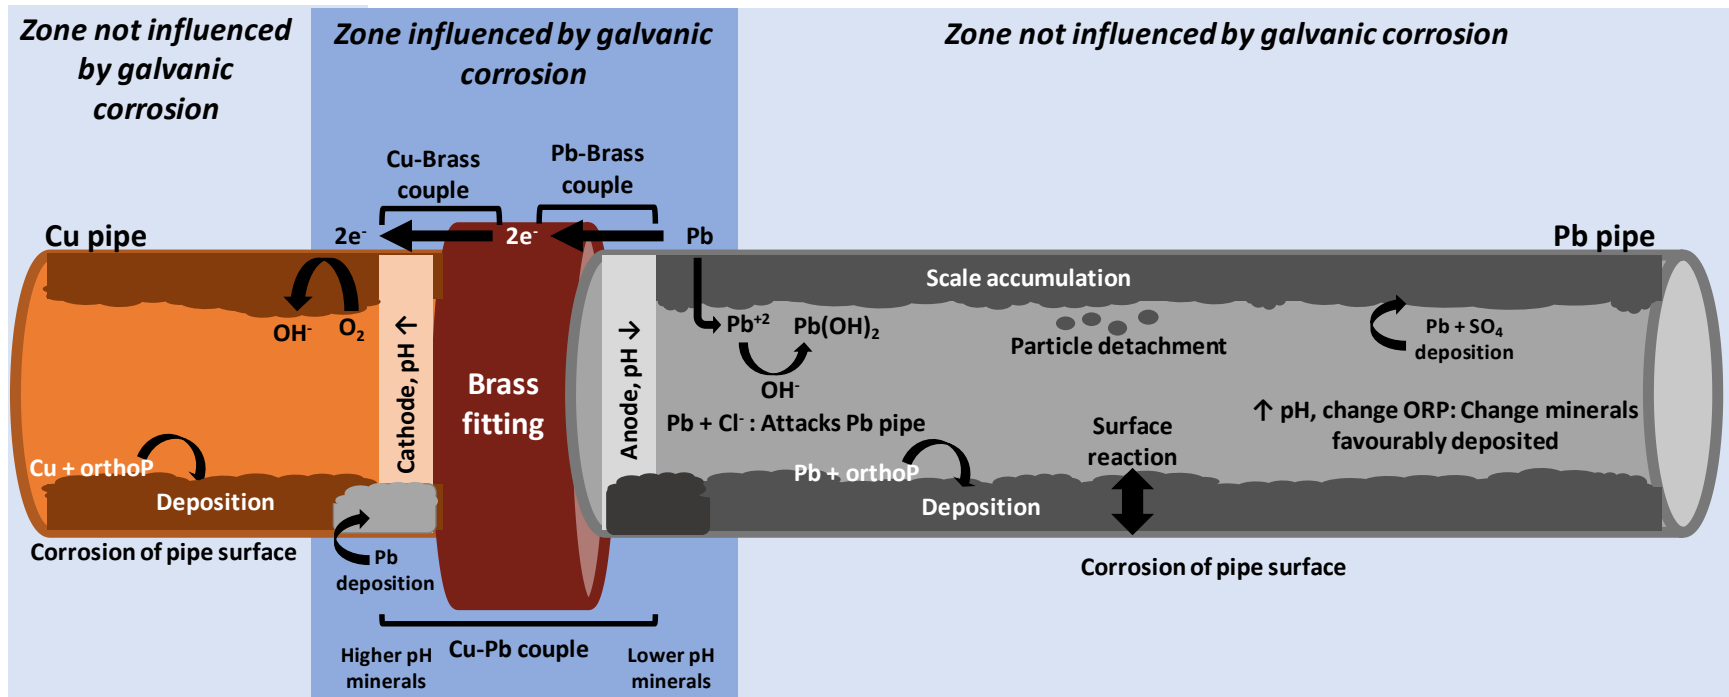 Zone not influenced
by galvanic
corrosion
Zone influenced by galvanic
corrosion
Zone not influenced by galvanic corrosion
Cu-Brass
couple
Pb-Brass
couple
Cu pipe
2e⁻
2e⁻
Pb
Pb pipe
Scale accumulation
OH⁻
O₂
Pb⁺²
Pb(OH)₂
OH⁻
Particle detachment
Pb + SO₄
deposition
Cathode, pH ↑
Brass
fitting
Anode, pH ↓
Pb + Cl⁻ : Attacks Pb pipe
↑ pH, change ORP: Change minerals
favourably deposited
Surface
reaction
Cu + orthoP
Deposition
Pb + orthoP
Deposition
Corrosion of pipe surface
Pb
deposition
Corrosion of pipe surface
Cu-Pb couple
Higher pH
minerals
Lower pH
minerals